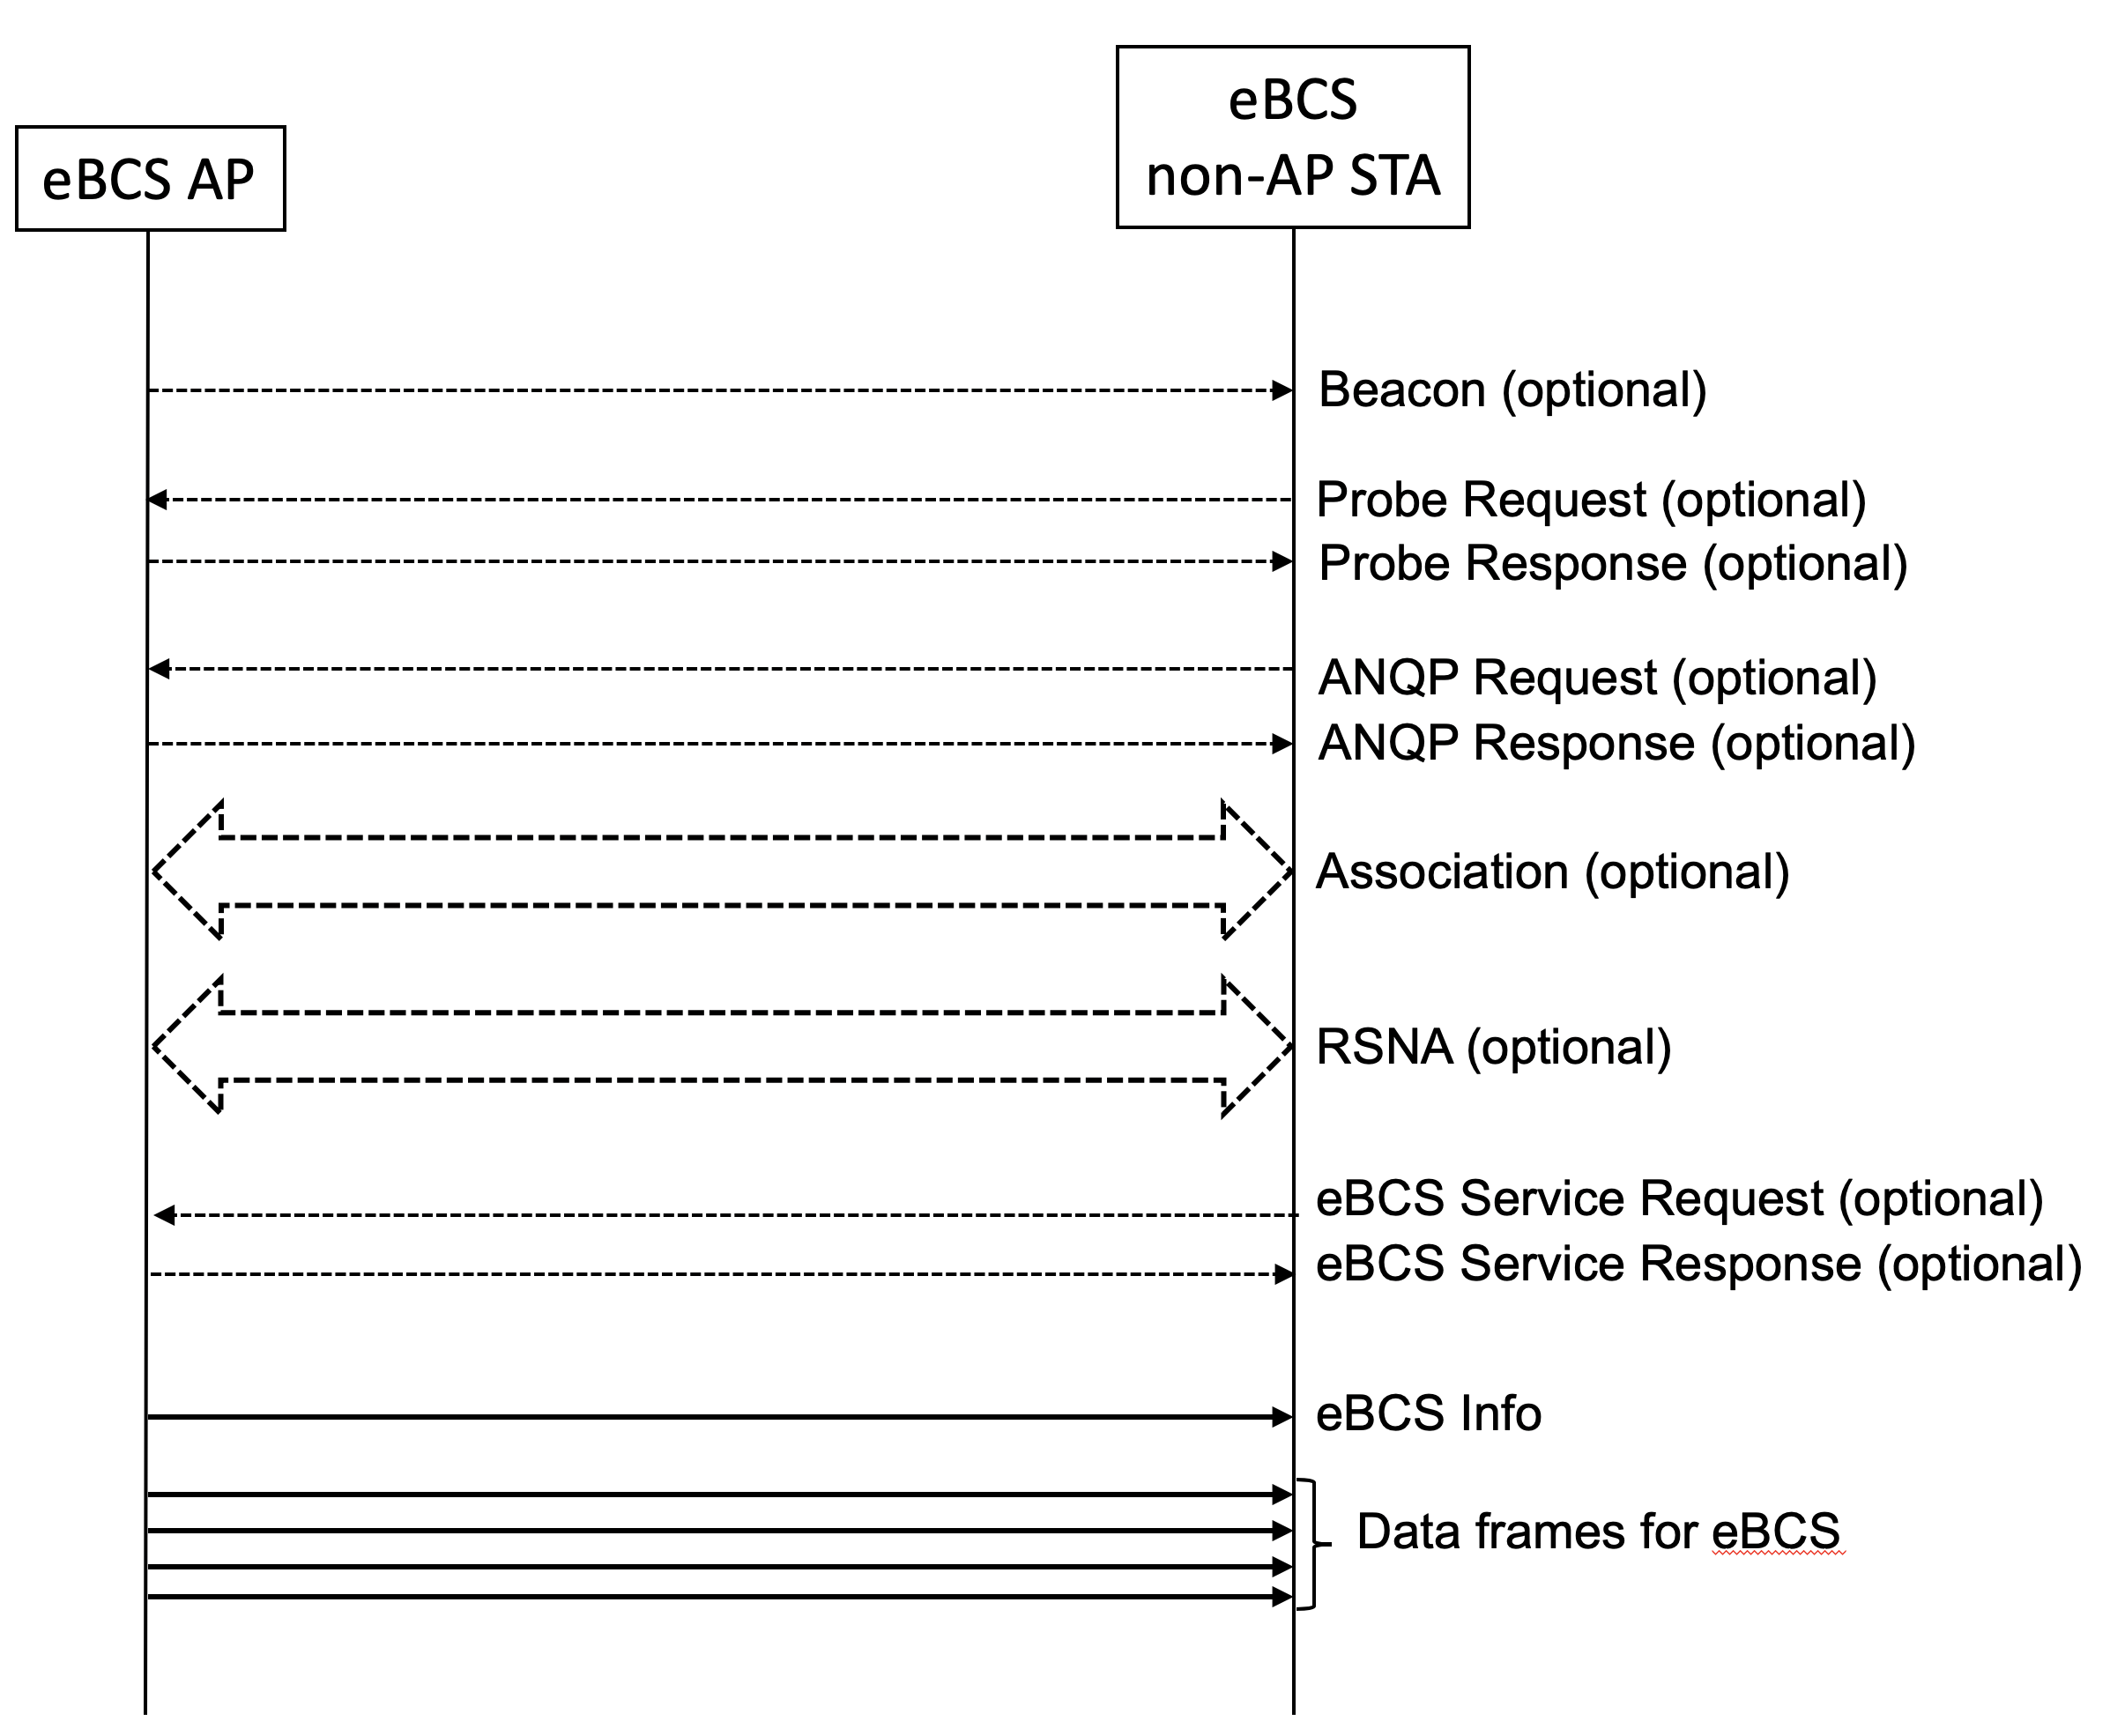 eBCS AP
eBCS
non-AP STA
Beacon (optional)
Probe Request (optional)
Probe Response (optional)
ANQP Request (optional)
ANQP Response (optional)
Association (optional)
RSNA (optional)
eBCS Service Request (optional)
eBCS Service Response (optional)
eBCS Info
Data frames for eBCS